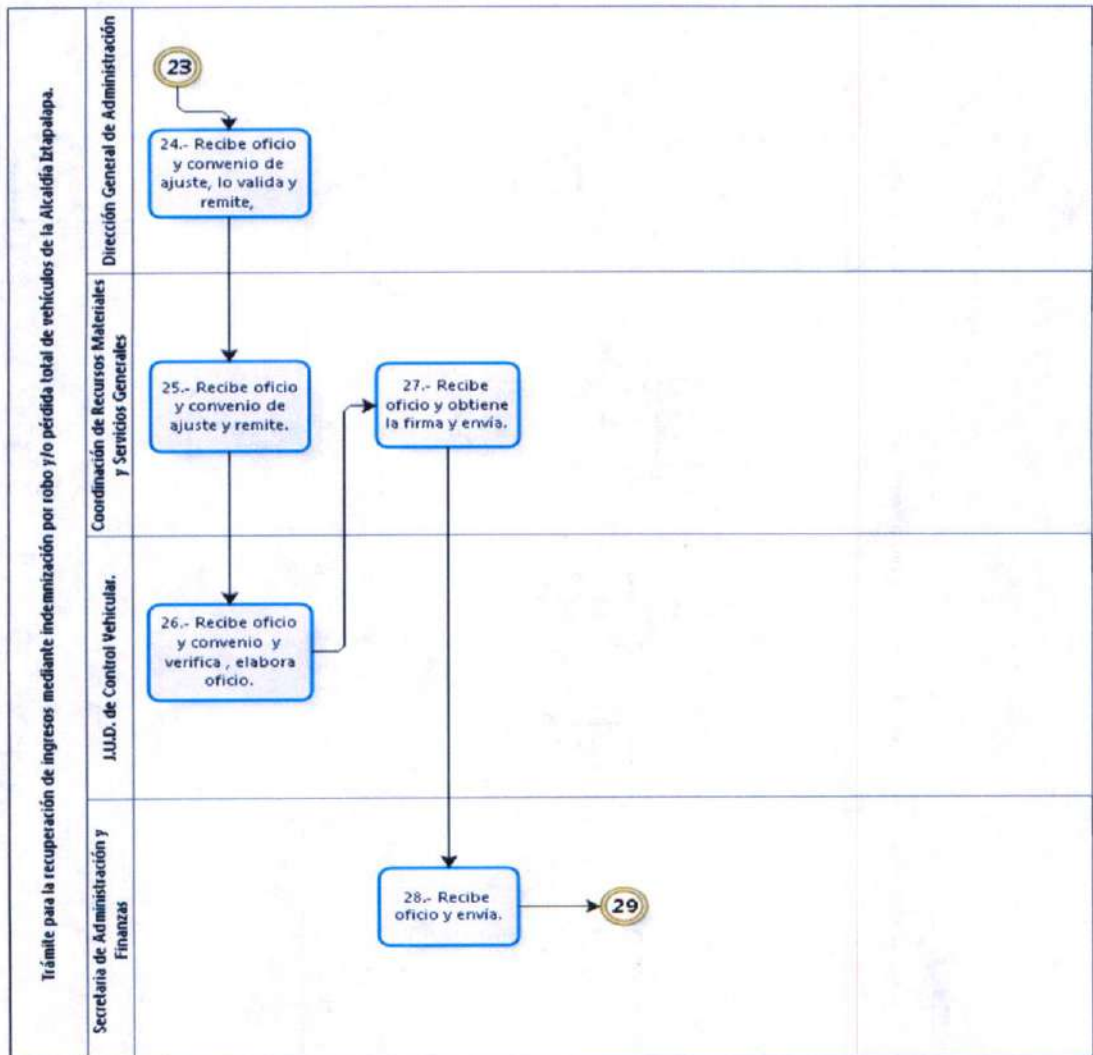 Trámite para la recuperación de ingresos mediante indemnización por robo y/o pérdida total de vehículos de la Alcaldía Iztapalapa.
Dirección General de Administración
23
24.- Recibe oficio
y convenio de
ajuste, lo valida y
remite,
Coordinación de Recursos Materiales
y Servicios Generales
25.- Recibe oficio
y convenio de
ajuste y remite.
27.- Recibe
oficio y obtiene
la firma y envía.
J.U.D. de Control Vehicular.
26.- Recibe oficio
y convenio y
verifica , elabora
oficio.
Secretaria de Administración y
Finanzas
28.- Recibe
oficio y envía.
29